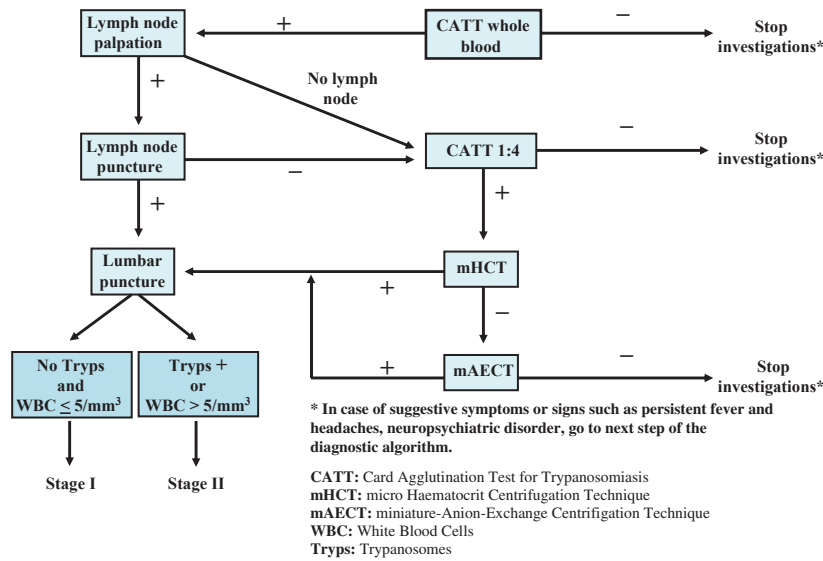 Lymph node
palpation
+
CATT whole
blood
−
Stop
investigations*
+
No lymph
node
Lymph node
puncture
−
CATT 1:4
−
Stop
investigations*
+
+
Lumbar
puncture
+
mHCT
−
No Tryps
and
WBC ≤ 5/mm³
Tryps +
or
WBC > 5/mm³
+
mAECT
−
Stop
investigations*
Stage I
Stage II
* In case of suggestive symptoms or signs such as persistent fever and
headaches, neuropsychiatric disorder, go to next step of the
diagnostic algorithm.
CATT: Card Agglutination Test for Trypanosomiasis
mHCT: micro Haematocrit Centrifugation Technique
mAECT: miniature-Anion-Exchange Centrifigation Technique
WBC: White Blood Cells
Tryps: Trypanosomes